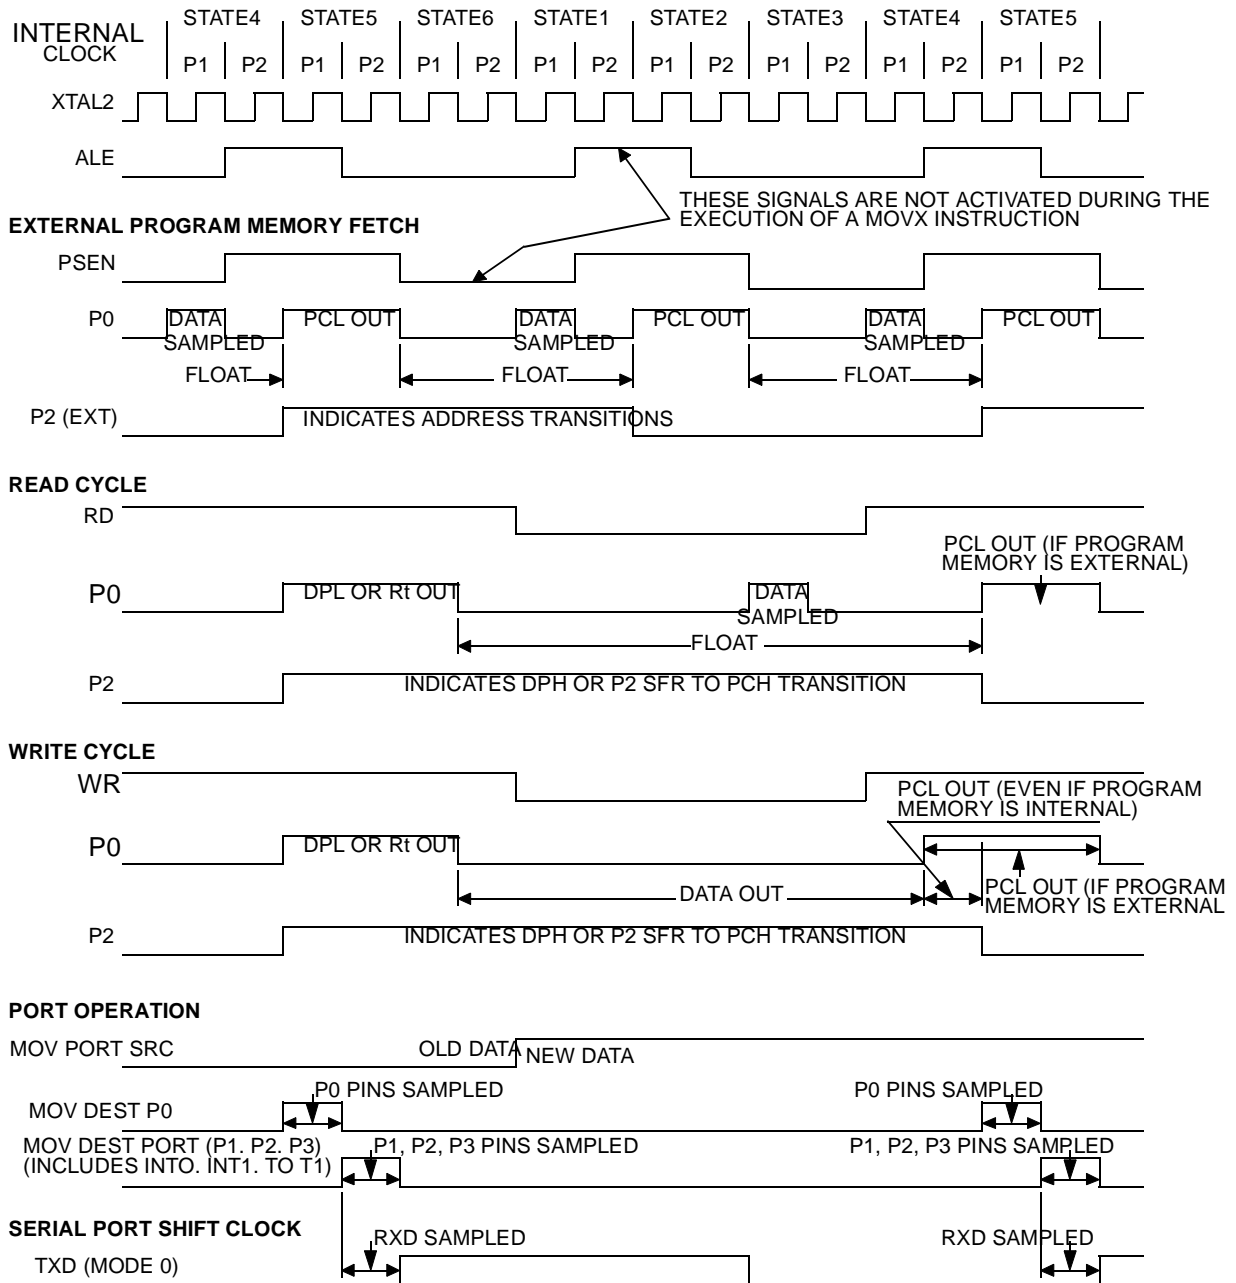 STATE4 STATE5 STATE6 STATE1 STATE2 STATE3 STATE4 STATE5
INTERNAL
CLOCK
P1 P2 P1 P2 P1 P2 P1 P2 P1 P2 P1 P2 P1 P2 P1 P2
XTAL2
ALE
THESE SIGNALS ARE NOT ACTIVATED DURING THE
EXECUTION OF A MOVX INSTRUCTION
EXTERNAL PROGRAM MEMORY FETCH
PSEN
P0 DATA PCL OUT DATA PCL OUT DATA PCL OUT
SAMPLED SAMPLED SAMPLED
FLOAT FLOAT FLOAT
P2 (EXT) INDICATES ADDRESS TRANSITIONS
READ CYCLE
RD
PCL OUT (IF PROGRAM
MEMORY IS EXTERNAL)
P0 DPL OR Rt OUT DATA
SAMPLED
FLOAT
P2 INDICATES DPH OR P2 SFR TO PCH TRANSITION
WRITE CYCLE
WR
PCL OUT (EVEN IF PROGRAM
MEMORY IS INTERNAL)
P0 DPL OR Rt OUT
DATA OUT
PCL OUT (IF PROGRAM
MEMORY IS EXTERNAL
P2 INDICATES DPH OR P2 SFR TO PCH TRANSITION
PORT OPERATION
MOV PORT SRC OLD DATA NEW DATA
P0 PINS SAMPLED P0 PINS SAMPLED
MOV DEST P0
MOV DEST PORT (P1. P2. P3) P1, P2, P3 PINS SAMPLED P1, P2, P3 PINS SAMPLED
(INCLUDES INTO. INT1. TO T1)
SERIAL PORT SHIFT CLOCK
RXD SAMPLED RXD SAMPLED
TXD (MODE 0)